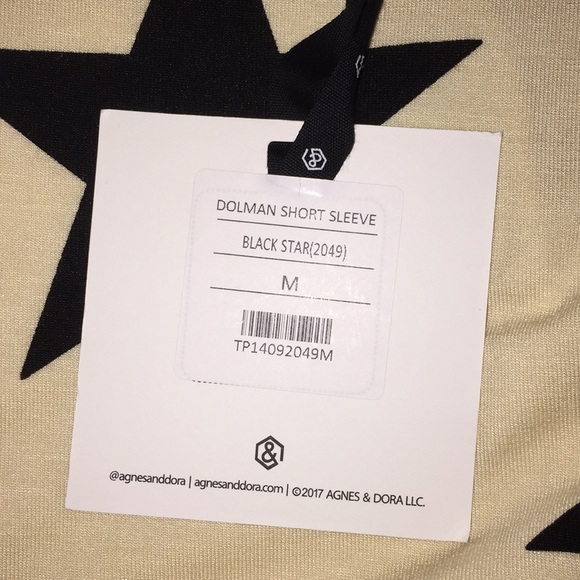 DOLMAN SHORT SLEEVE
BLACK STAR(2049)
M
TP14092049M
&
@agnesanddora | agnesanddora.com | ©2017 AGNES & DORA LLC.